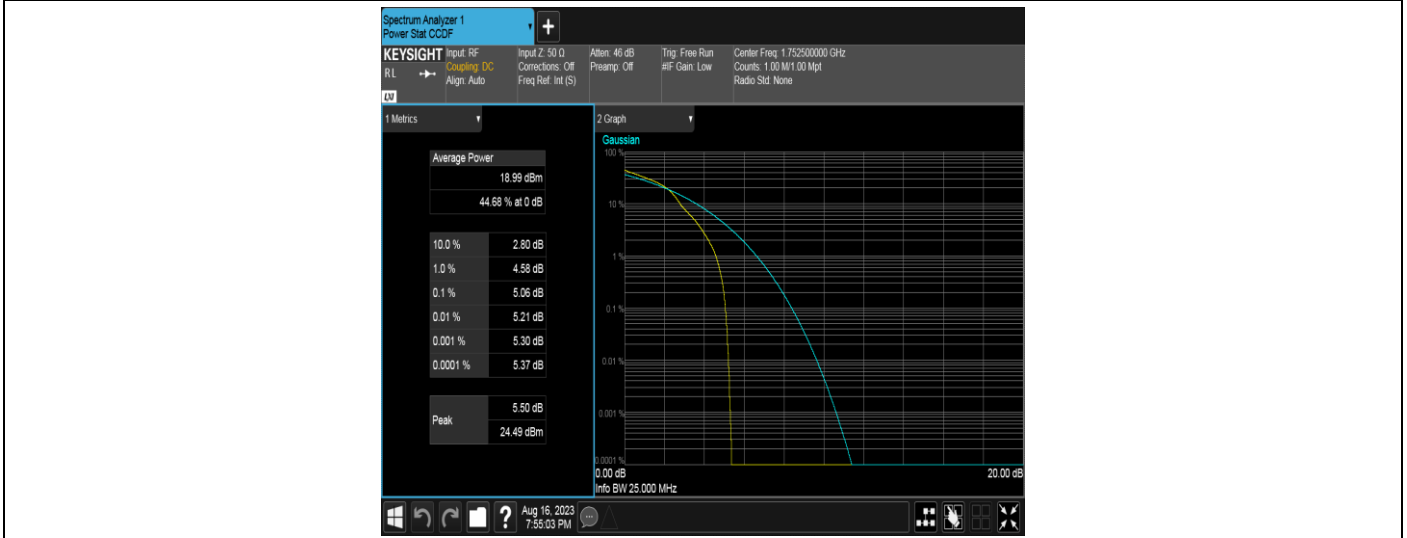 Spectrum Analyzer 1
Power Stat CCDF
+
KEYSIGHT
RL
LXI
Input: RF
Coupling: DC
Align: Auto
Input Z: 50 Ω
Corrections: Off
Freq Ref: Int (S)
Atten: 46 dB
Preamp: Off
Trig: Free Run
#IF Gain: Low
Center Freq: 1.752500000 GHz
Counts: 1.00 M/1.00 Mpt
Radio Std: None
1 Metrics
Average Power
18.99 dBm
44.68 % at 0 dB
10.0 % 2.80 dB
1.0 % 4.58 dB
0.1 % 5.06 dB
0.01 % 5.21 dB
0.001 % 5.30 dB
0.0001 % 5.37 dB
Peak
5.50 dB
24.49 dBm
2 Graph
Gaussian
100 %
10 %
1 %
0.1 %
0.01 %
0.001 %
0.0001 %
0.00 dB 20.00 dB
Info BW 25.000 MHz
?
Aug 16, 2023
7:55:03 PM